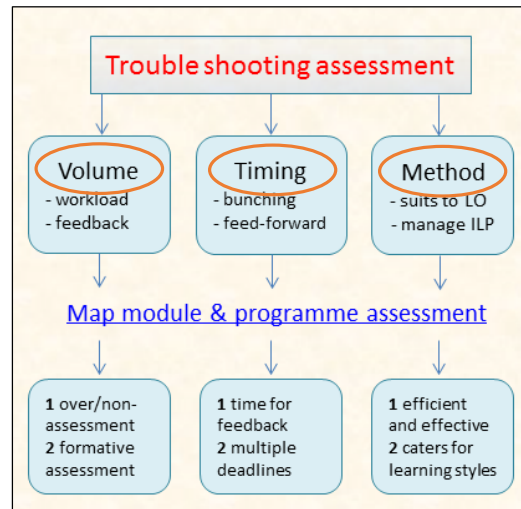 Trouble shooting assessment
Volume
- workload
- feedback
Timing
- bunching
- feed-forward
Method
- suits to LO
- manage ILP
Map module & programme assessment
1 over/non-
assessment
2 formative
assessment
1 time for
feedback
2 multiple
deadlines
1 efficient
and effective
2 caters for
learning styles